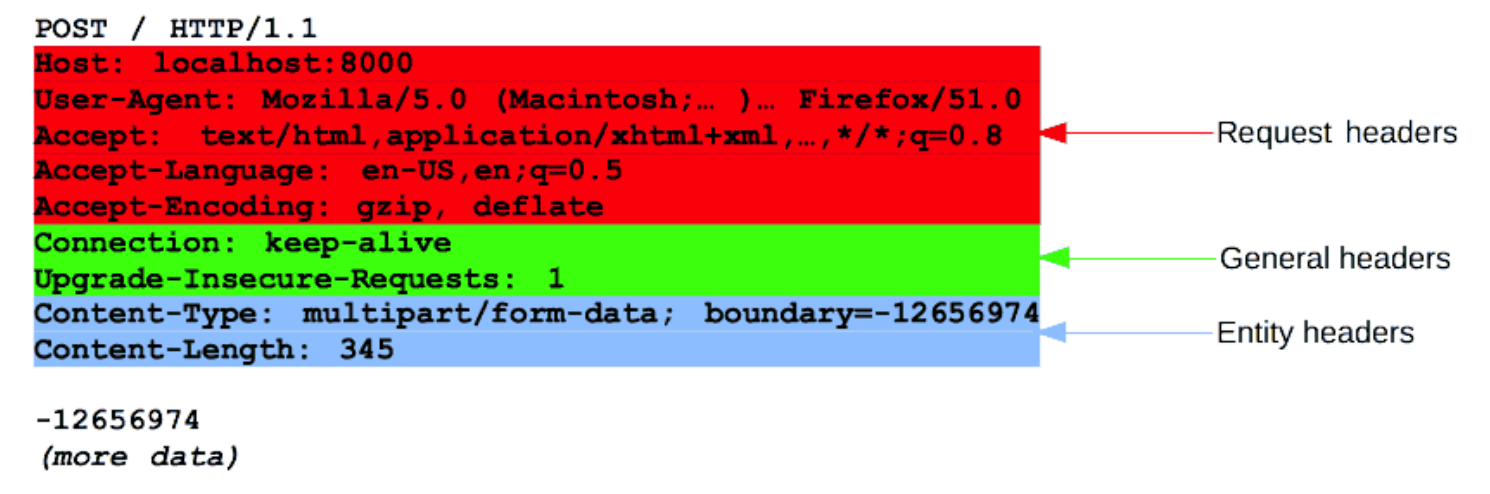 POST / HTTP/1.1
Host: localhost:8000
User-Agent: Mozilla/5.0 (Macintosh;… )… Firefox/51.0
Accept: text/html,application/xhtml+xml,…,*/*;q=0.8
Request headers
Accept-Language: en-US,en;q=0.5
Accept-Encoding: gzip, deflate
Connection: keep-alive
General headers
Upgrade-Insecure-Requests: 1
Content-Type: multipart/form-data; boundary=-12656974
Entity headers
Content-Length: 345
-12656974
(more data)